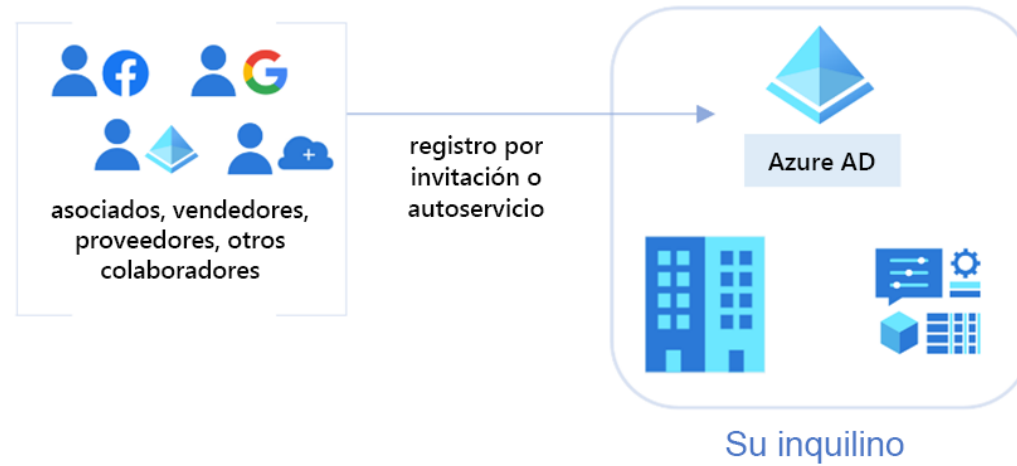 asociados, vendedores,
proveedores, otros
colaboradores
registro por
invitación o
autoservicio
Azure AD
Su inquilino